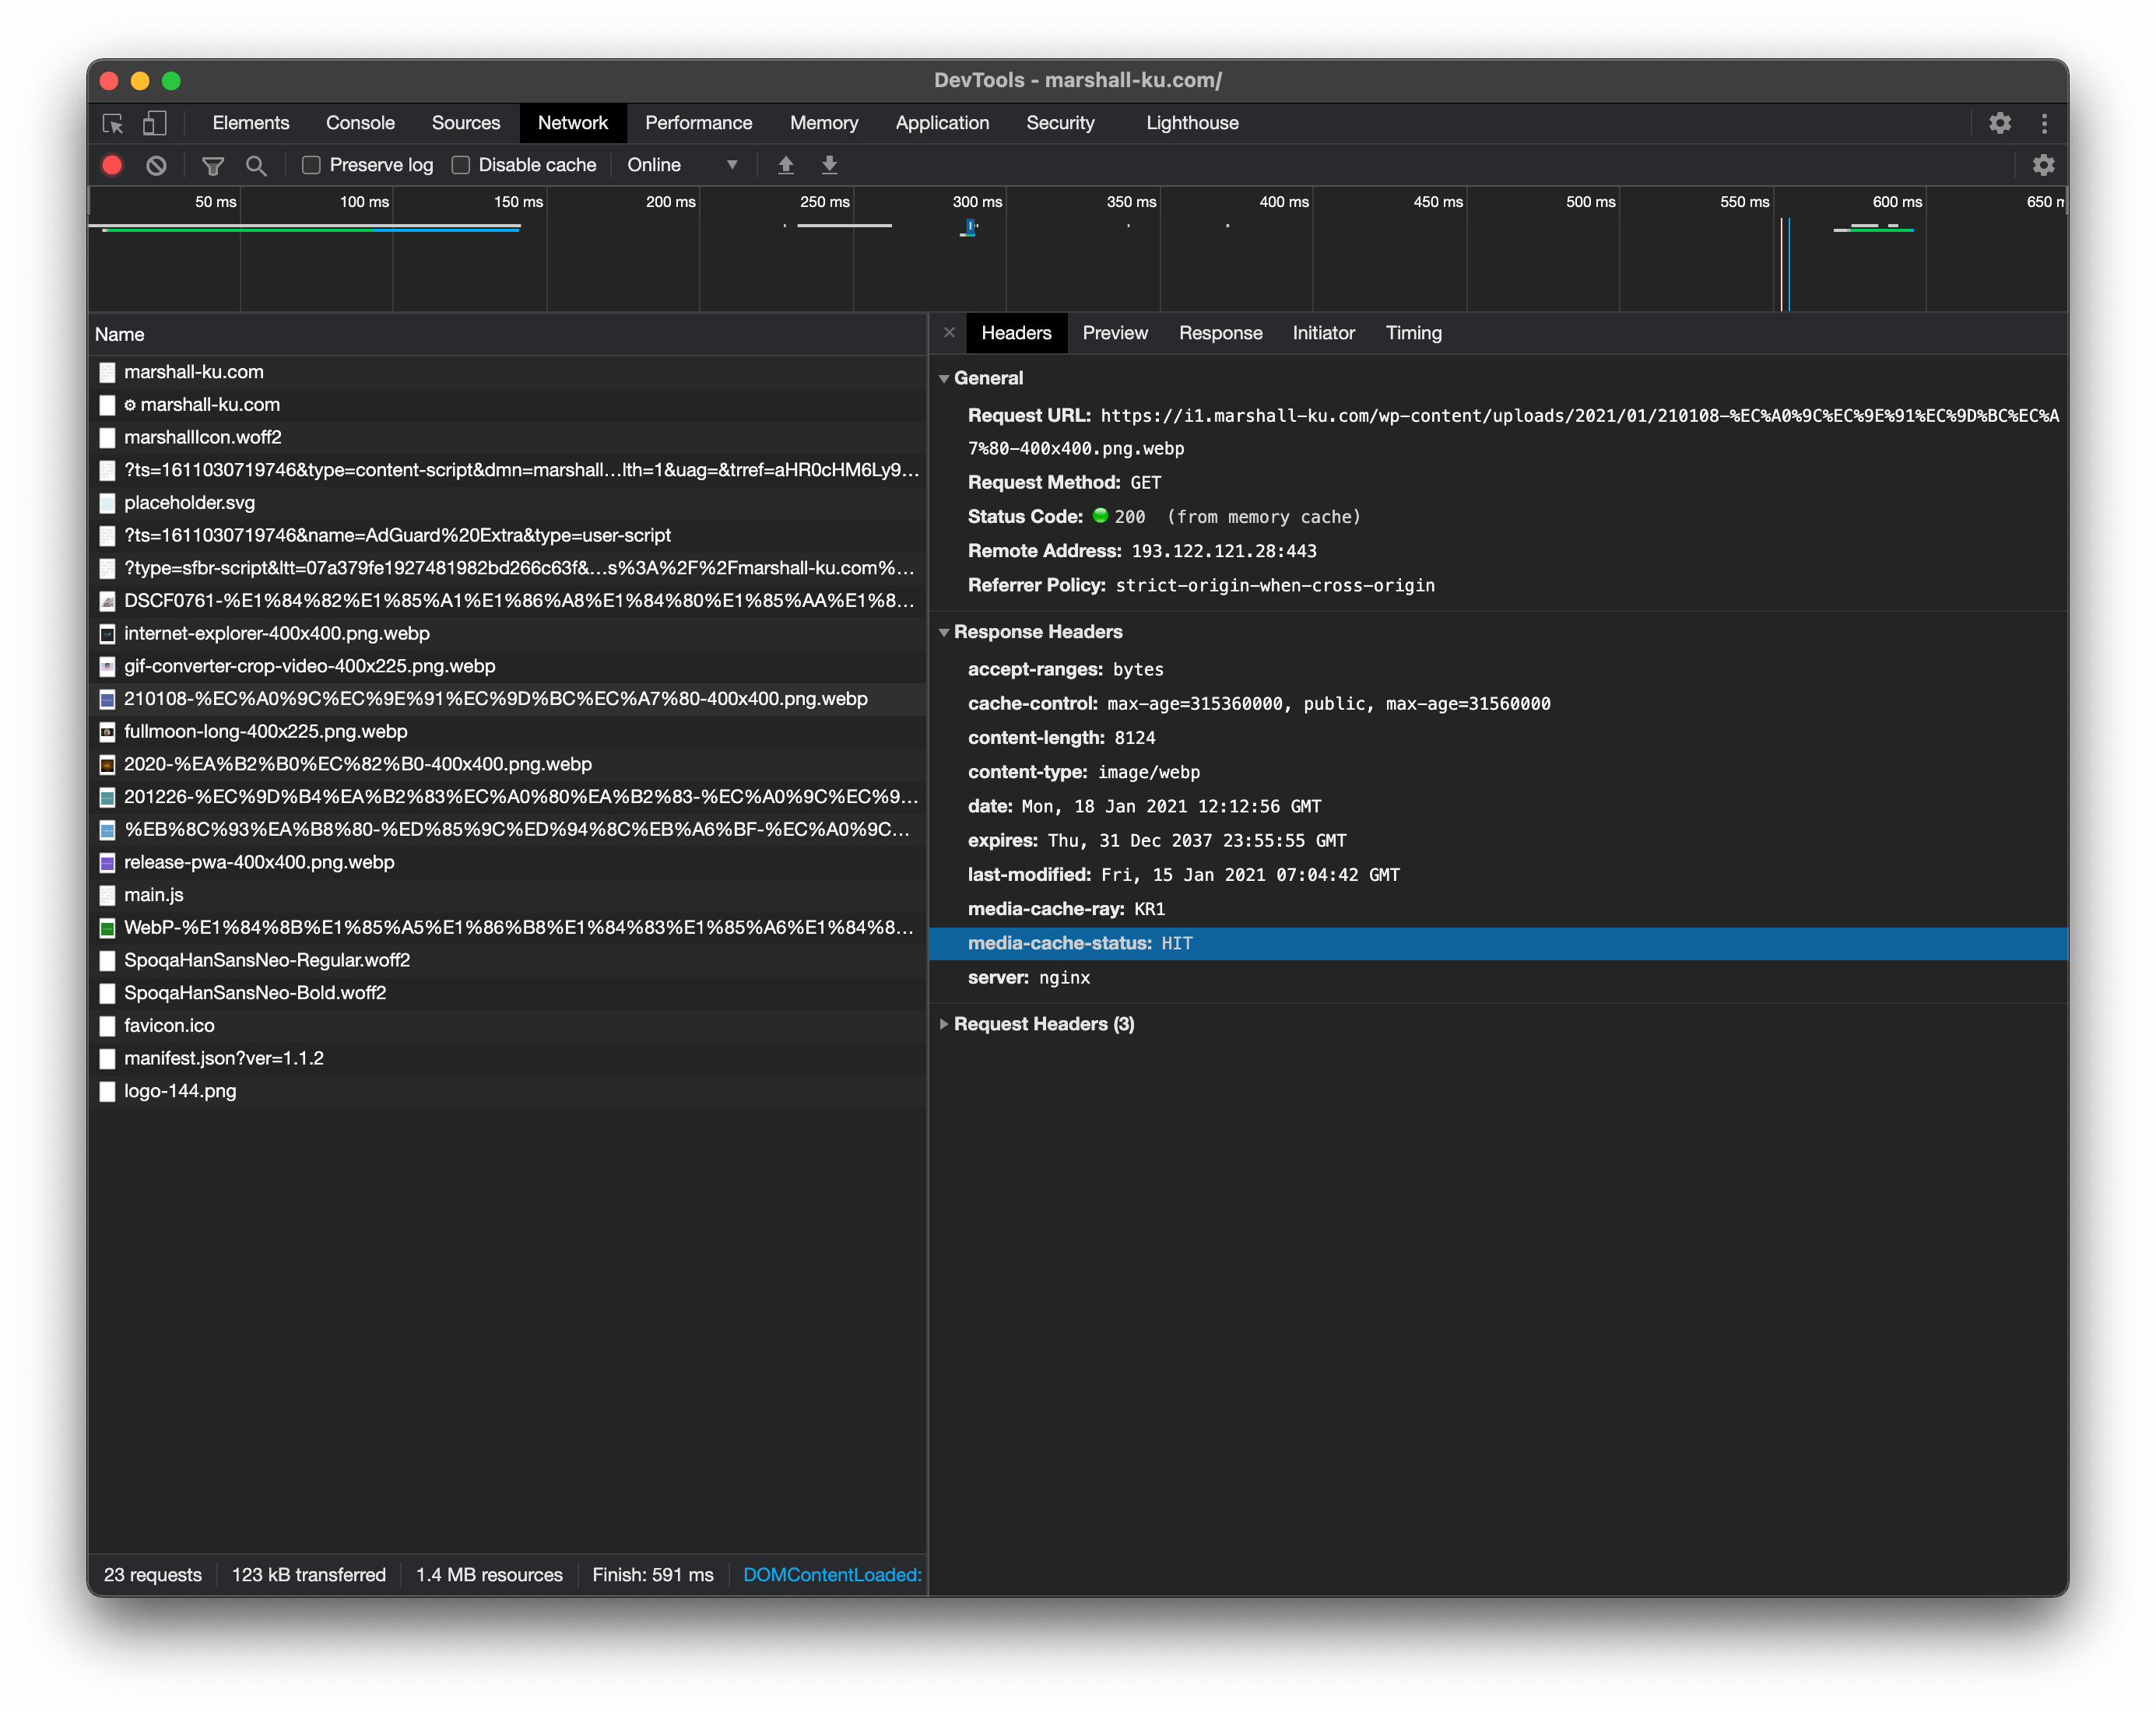 DevTools - marshall-ku.com/
Elements Console Sources Network Performance Memory Application Security Lighthouse
Preserve log Disable cache Online
50 ms 100 ms 150 ms 200 ms 250 ms 300 ms 350 ms 400 ms 450 ms 500 ms 550 ms 600 ms 650
Name
marshall-ku.com
marshall-ku.com
marshallIcon.woff2
?ts=1611030719746&type=content-script&dmn=marshall…lth=1&uag=&trref=aHR0cHM6Ly9…
placeholder.svg
?ts=1611030719746&name=AdGuard%20Extra&type=user-script
?type=sfbr-script&ltt=07a379fe1927481982bd266c63f&…s%3A%2F%2Fmarshall-ku.com%…
DSCF0761-%E1%84%82%E1%85%A1%E1%86%A8%E1%84%80%E1%85%AA%E1%8…
internet-explorer-400x400.png.webp
gif-converter-crop-video-400x225.png.webp
210108-%EC%A0%9C%EC%9E%91%EC%9D%BC%EC%A7%80-400x400.png.webp
fullmoon-long-400x225.png.webp
2020-%EA%B2%B0%EC%82%B0-400x400.png.webp
201226-%EC%9D%B4%EA%B2%83%EC%A0%80%EA%B2%83-%EC%A0%9C%EC%9…
%EB%8C%93%EA%B8%80-%ED%85%9C%ED%94%8C%EB%A6%BF-%EC%A0%9C…
release-pwa-400x400.png.webp
main.js
WebP-%E1%84%8B%E1%85%A5%E1%86%B8%E1%84%83%E1%85%A6%E1%84%8…
SpoqaHanSansNeo-Regular.woff2
SpoqaHanSansNeo-Bold.woff2
favicon.ico
manifest.json?ver=1.1.2
logo-144.png
23 requests 123 kB transferred 1.4 MB resources Finish: 591 ms DOMContentLoaded:
Headers Preview Response Initiator Timing
General
Request URL: https://i1.marshall-ku.com/wp-content/uploads/2021/01/210108-%EC%A0%9C%EC%9E%91%EC%9D%BC%EC%A
7%80-400x400.png.webp
Request Method: GET
Status Code: 200 (from memory cache)
Remote Address: 193.122.121.28:443
Referrer Policy: strict-origin-when-cross-origin
Response Headers
accept-ranges: bytes
cache-control: max-age=315360000, public, max-age=31560000
content-length: 8124
content-type: image/webp
date: Mon, 18 Jan 2021 12:12:56 GMT
expires: Thu, 31 Dec 2037 23:55:55 GMT
last-modified: Fri, 15 Jan 2021 07:04:42 GMT
media-cache-ray: KR1
media-cache-status: HIT
server: nginx
Request Headers (3)